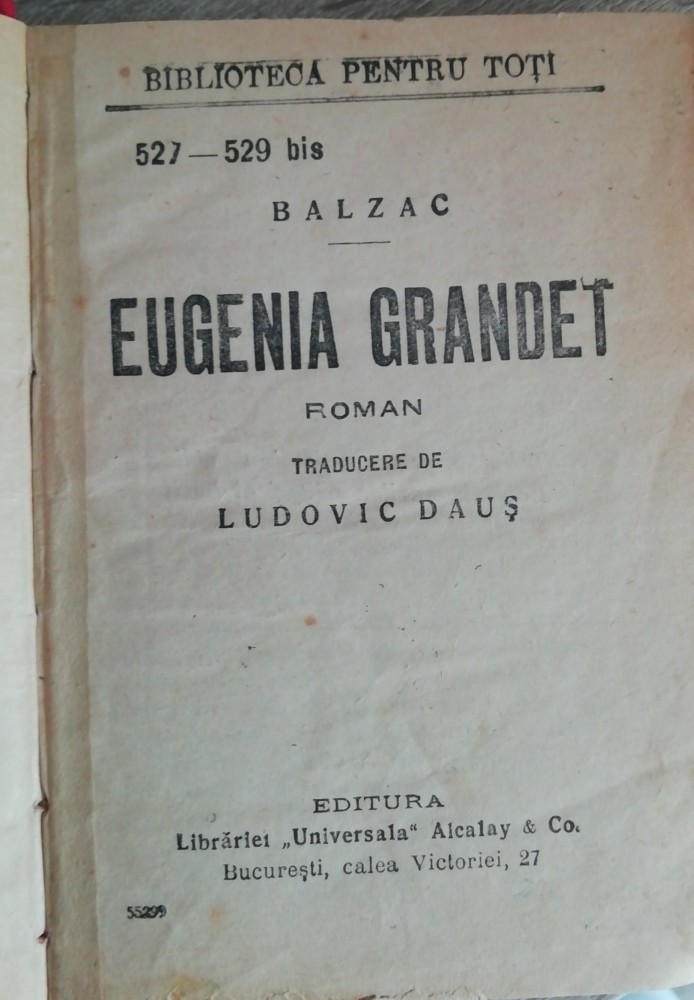 BIBLIOTECA PENTRU TOȚI
527 — 529 bis
BALZAC
EUGENIA GRANDET
ROMAN
TRADUCERE DE
LUDOVIC DAUȘ
EDITURA
Librăriei „Universala“ Alcalay & Co.
București, calea Victoriei, 27
55299